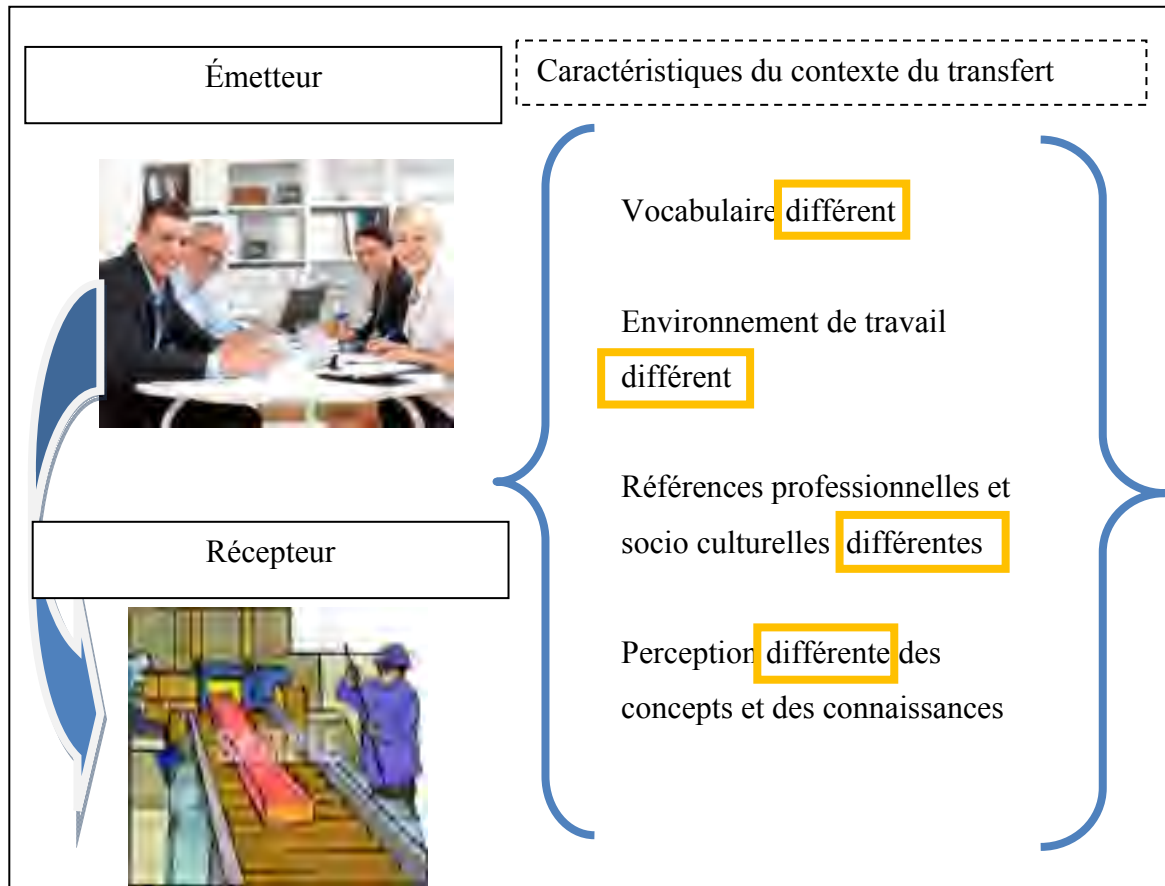 Émetteur
Caractéristiques du contexte du transfert
Vocabulaire différent
Environnement de travail
différent
Références professionnelles et
socio culturelles différentes
Récepteur
Perception différente des
concepts et des connaissances